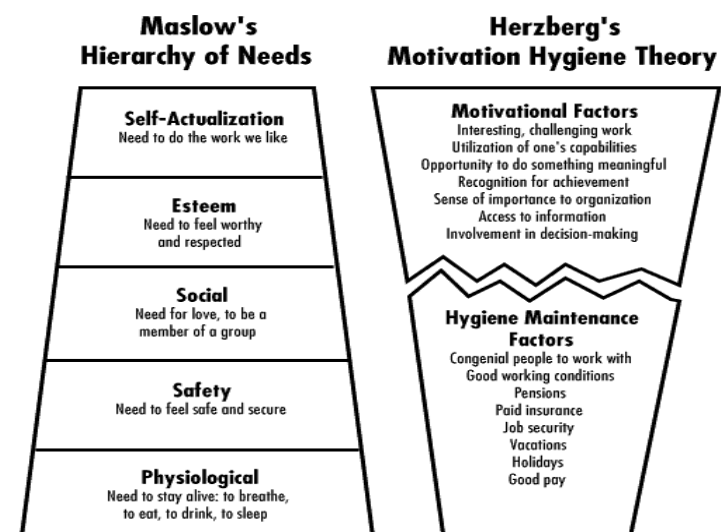 Maslow's
Hierarchy of Needs
Self-Actualization
Need to do the work we like
Esteem
Need to feel worthy
and respected
Social
Need for love, to be a
member of a group
Safety
Need to feel safe and secure
Physiological
Need to stay alive: to breathe,
to eat, to drink, to sleep
Herzberg's
Motivation Hygiene Theory
Motivational Factors
Interesting, challenging work
Utilization of one's capabilities
Opportunity to do something meaningful
Recognition for achievement
Sense of importance to organization
Access to information
Involvement in decision-making
Hygiene Maintenance
Factors
Congenial people to work with
Good working conditions
Pensions
Paid insurance
Job security
Vacations
Holidays
Good pay